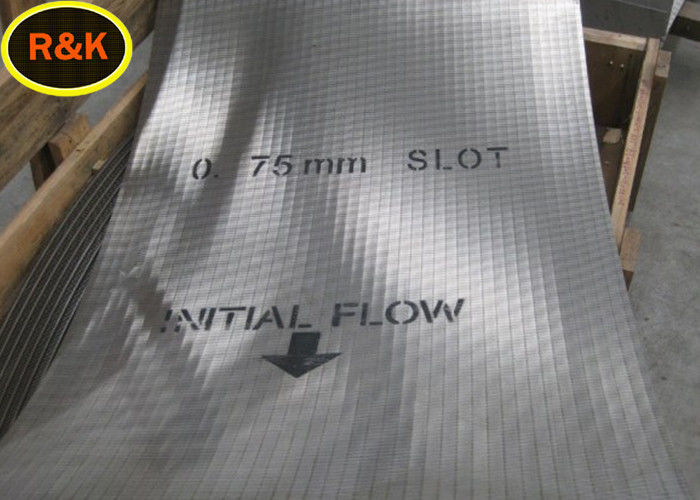 R&K
0. 75mm SLOT
INITIAL FLOW